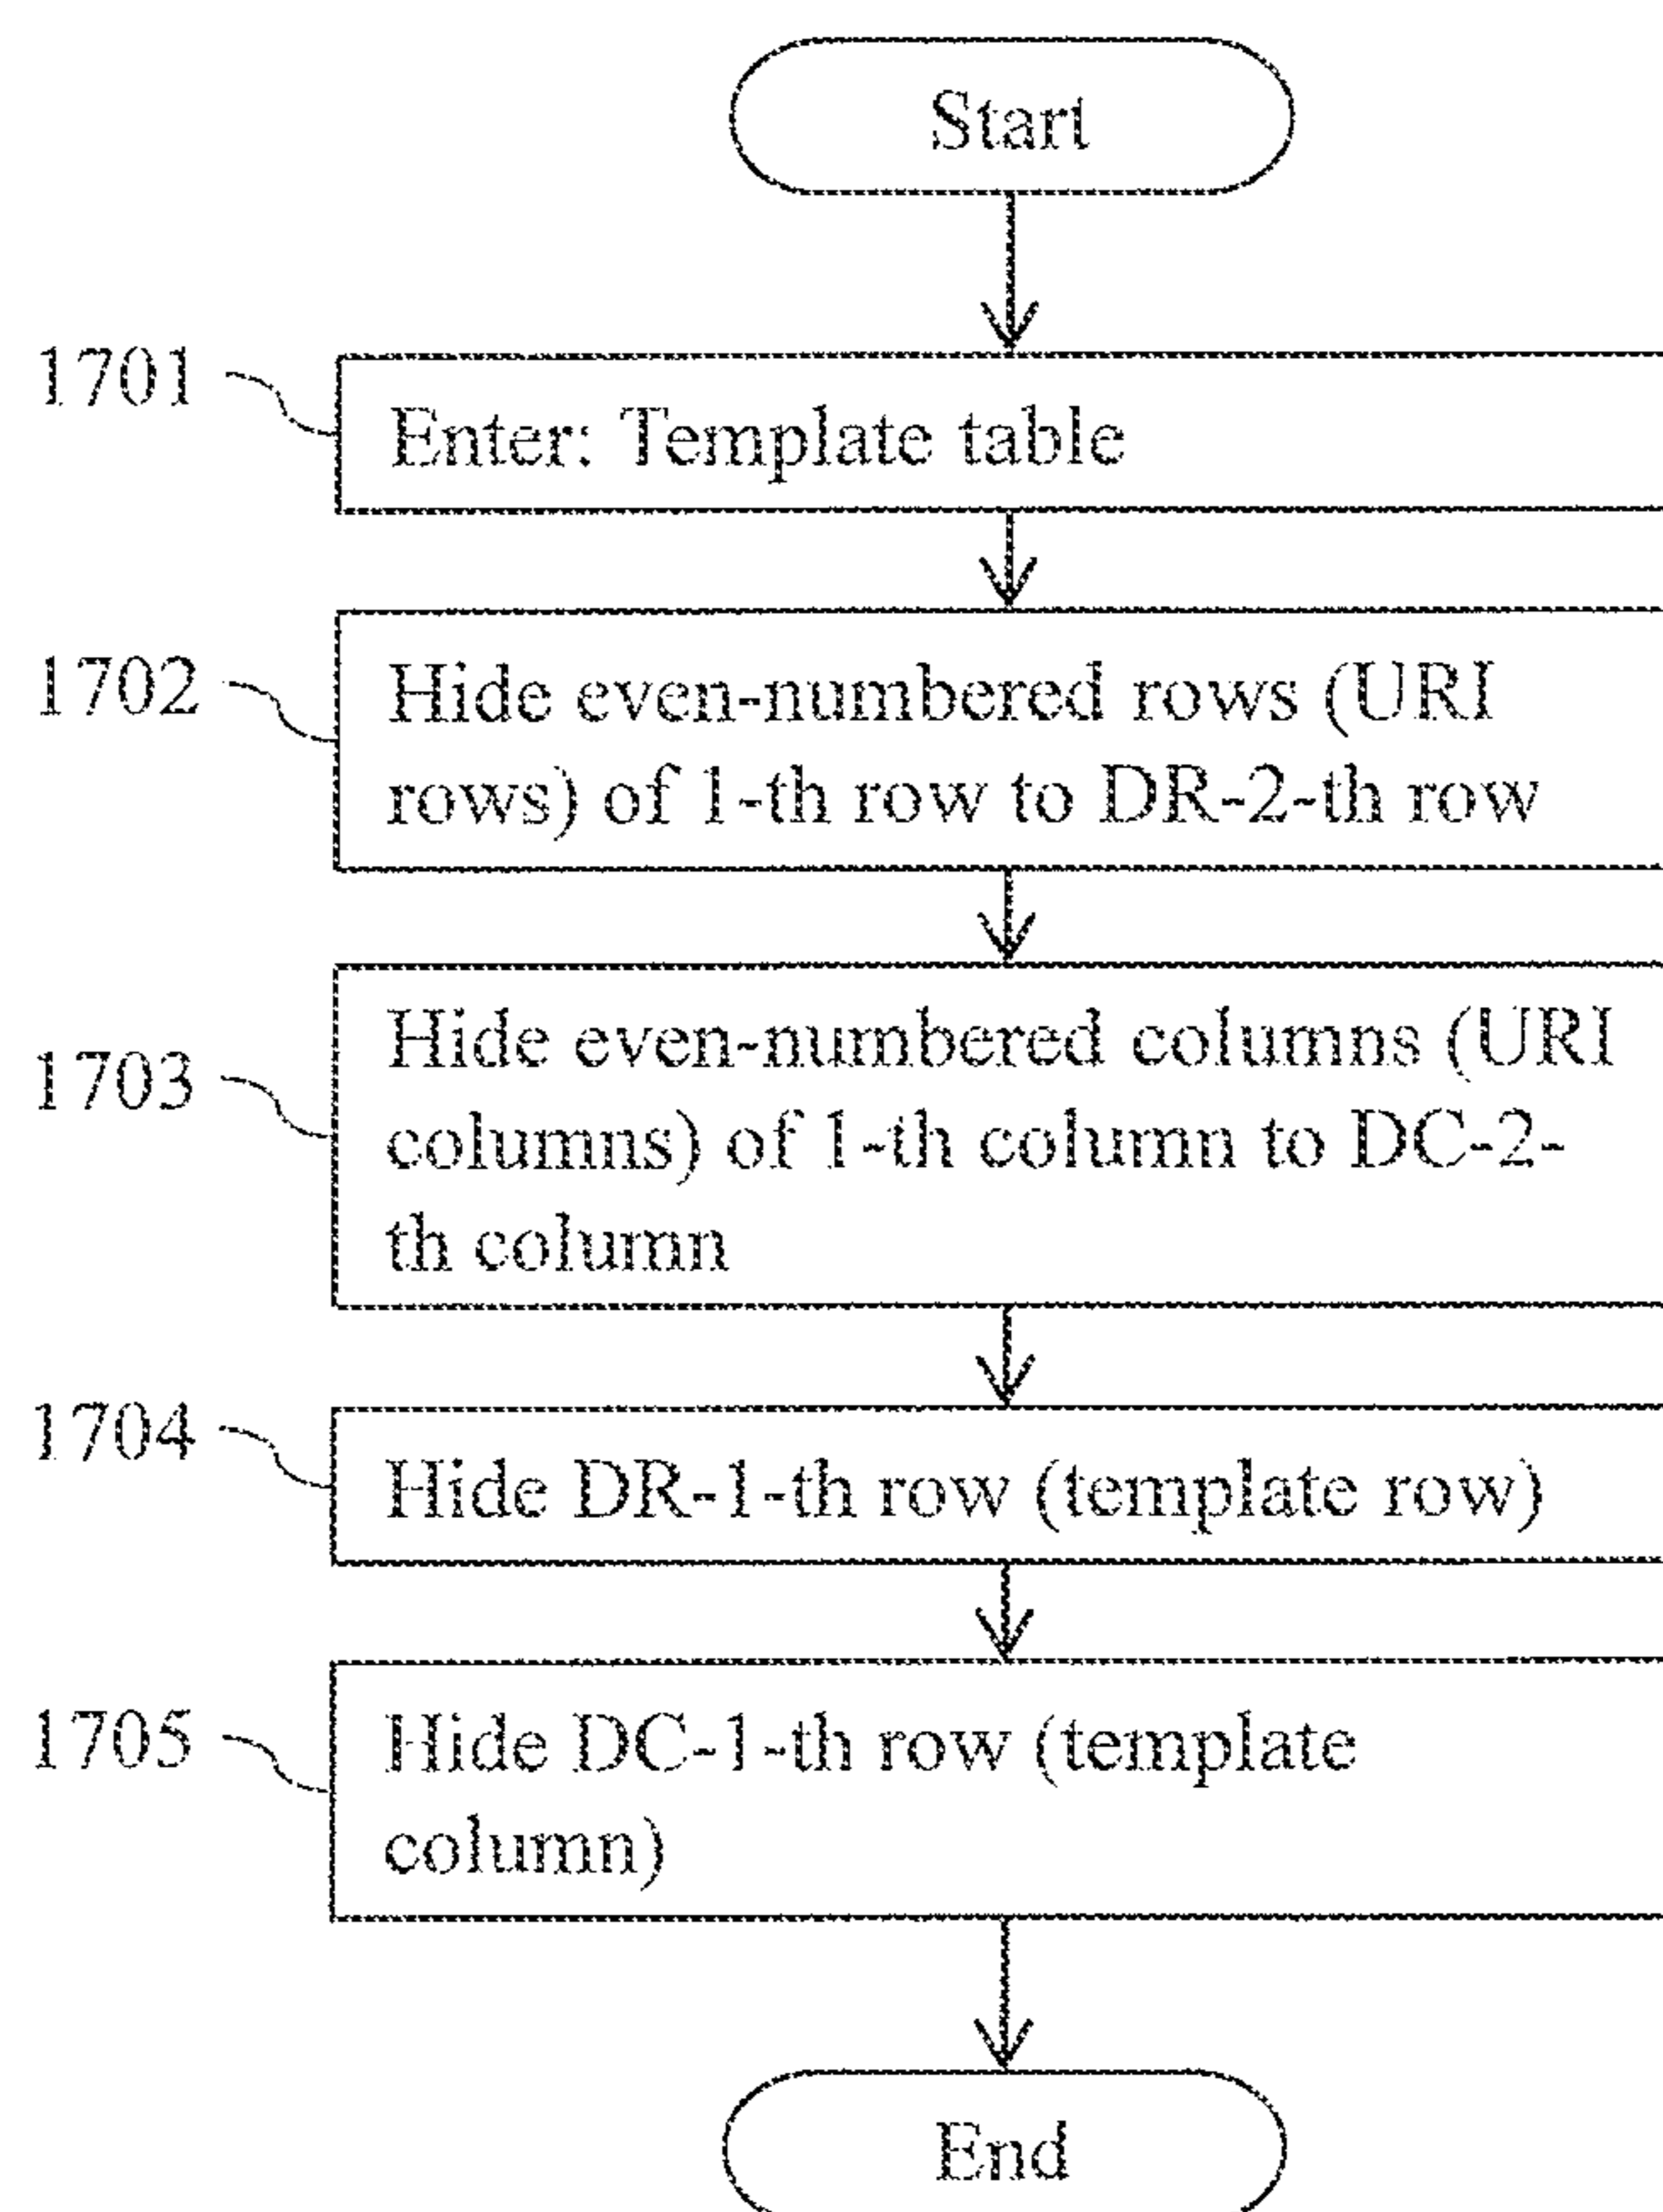 Start
1701
Enter: Template table
1702
Hide even-numbered rows (URI
rows) of 1-th row to DR-2-th row
1703
Hide even-numbered columns (URI
columns) of 1-th column to DC-2-
th column
1704
Hide DR-1-th row (template row)
1705
Hide DC-1-th row (template
column)
End